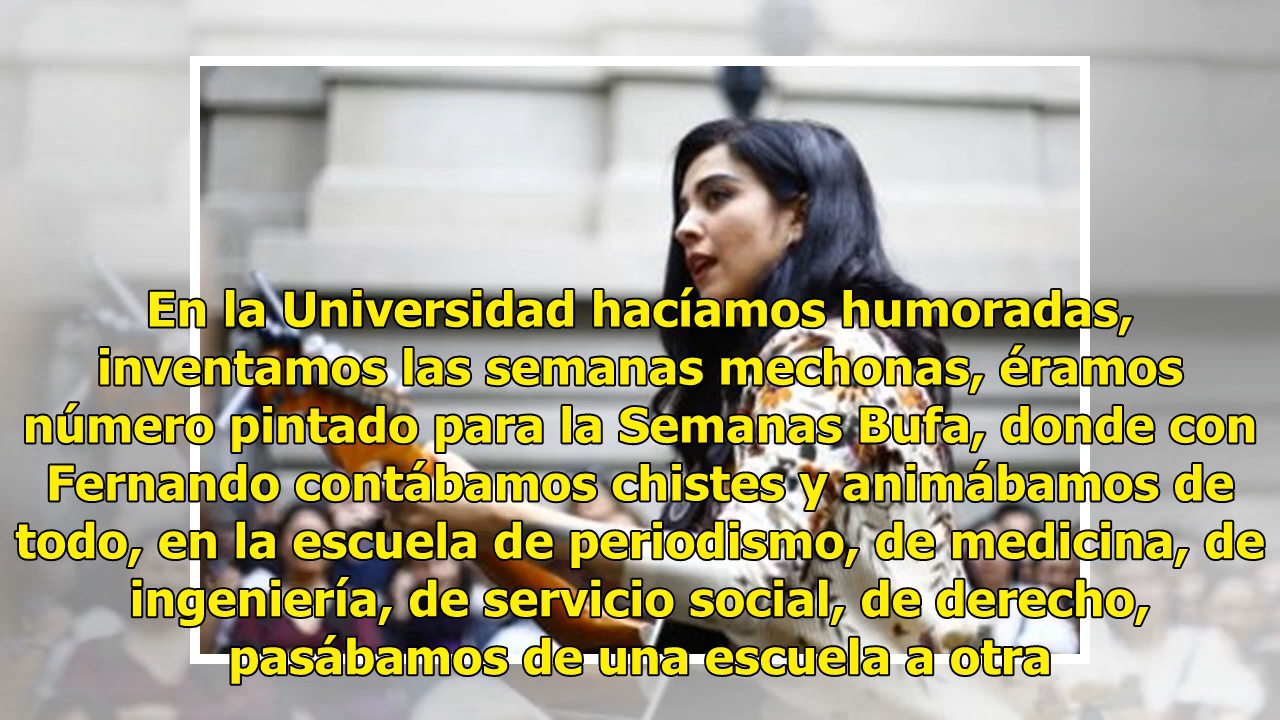 En la Universidad hacíamos humoradas,
inventamos las semanas mechonas, éramos
número pintado para la Semanas Bufa, donde con
Fernando contábamos chistes y animábamos de
todo, en la escuela de periodismo, de medicina, de
ingeniería, de servicio social, de derecho,
pasábamos de una escuela a otra